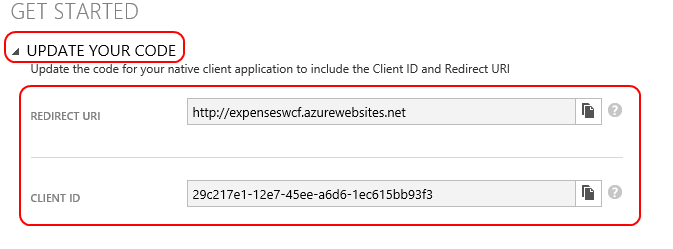 GET STARTED
UPDATE YOUR CODE
Update the code for your native client application to include the Client ID and Redirect URI
REDIRECT URI http://expenseswcf.azurewebsites.net ?
CLIENT ID 29c217e1-12e7-45ee-a6d6-1ec615bb93f3 ?